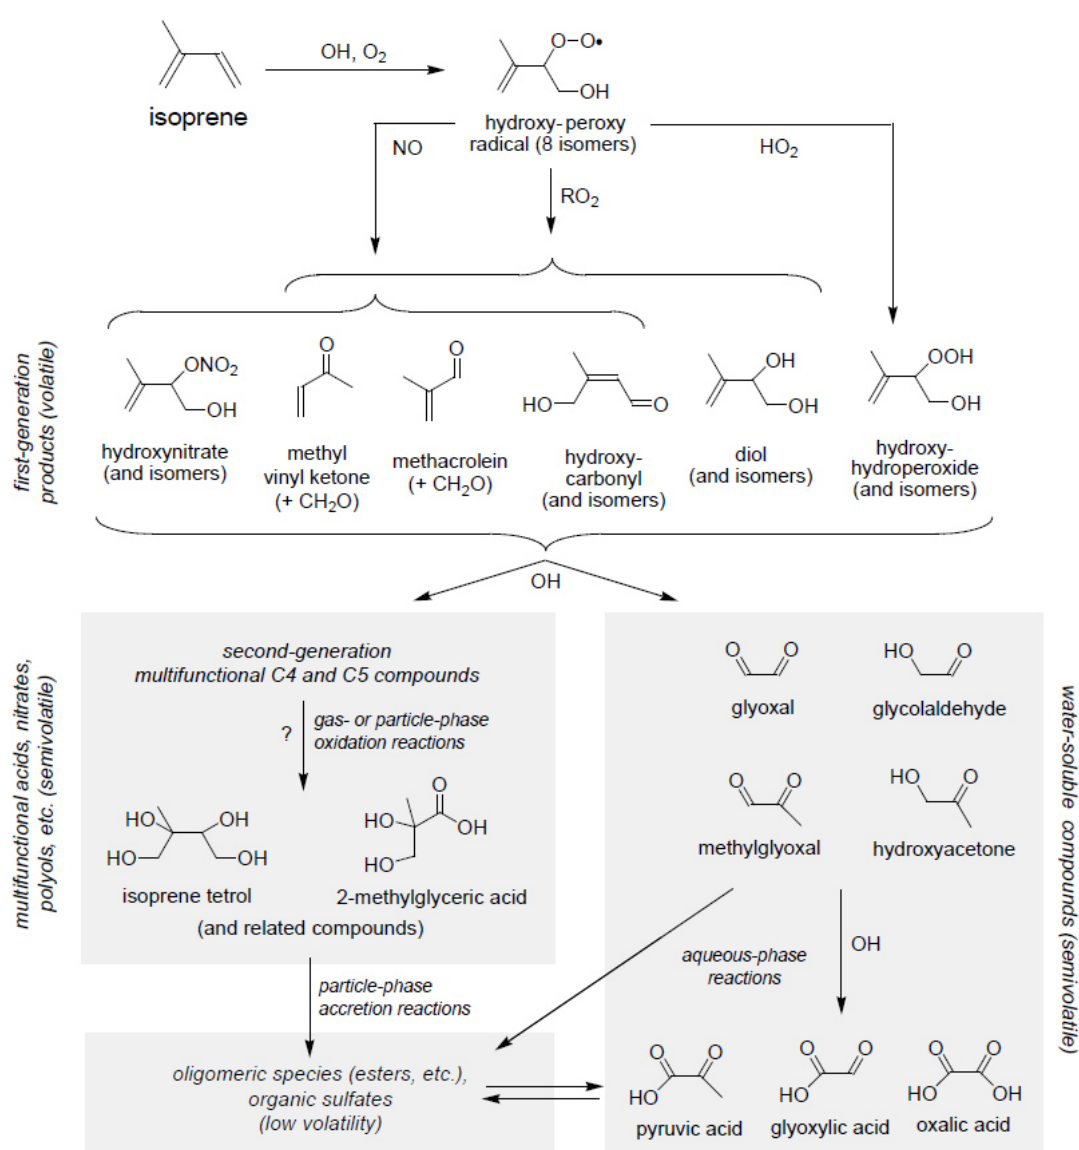 OH, O2
O–O•
OH
isoprene
hydroxy-peroxy
radical (8 isomers)
NO
HO2
RO2
first-generation
products (volatile)
ONO2
OH
O
O
HO
O
OH
OH
OOH
OH
hydroxynitrate
(and isomers)
methyl
vinyl ketone
(+ CH2O)
methacrolein
(+ CH2O)
hydroxy-
carbonyl
(and isomers)
diol
(and isomers)
hydroxy-
hydroperoxide
(and isomers)
OH
multifunctional acids, nitrates,
polyols, etc. (semivolatile)
second-generation
multifunctional C4 and C5 compounds
?
gas- or particle-phase
oxidation reactions
HO
OH
HO
OH
isoprene tetrol
O
HO
OH
HO
2-methylglyceric acid
(and related compounds)
particle-phase
accretion reactions
oligomeric species (esters, etc.),
organic sulfates
(low volatility)
O
O
glyoxal
HO
O
glycolaldehyde
O
O
methylglyoxal
HO
O
hydroxyacetone
aqueous-phase
reactions
OH
O
O
HO
pyruvic acid
O
O
HO
glyoxylic acid
O
O
HO
OH
oxalic acid
water-soluble compounds (semivolatile)